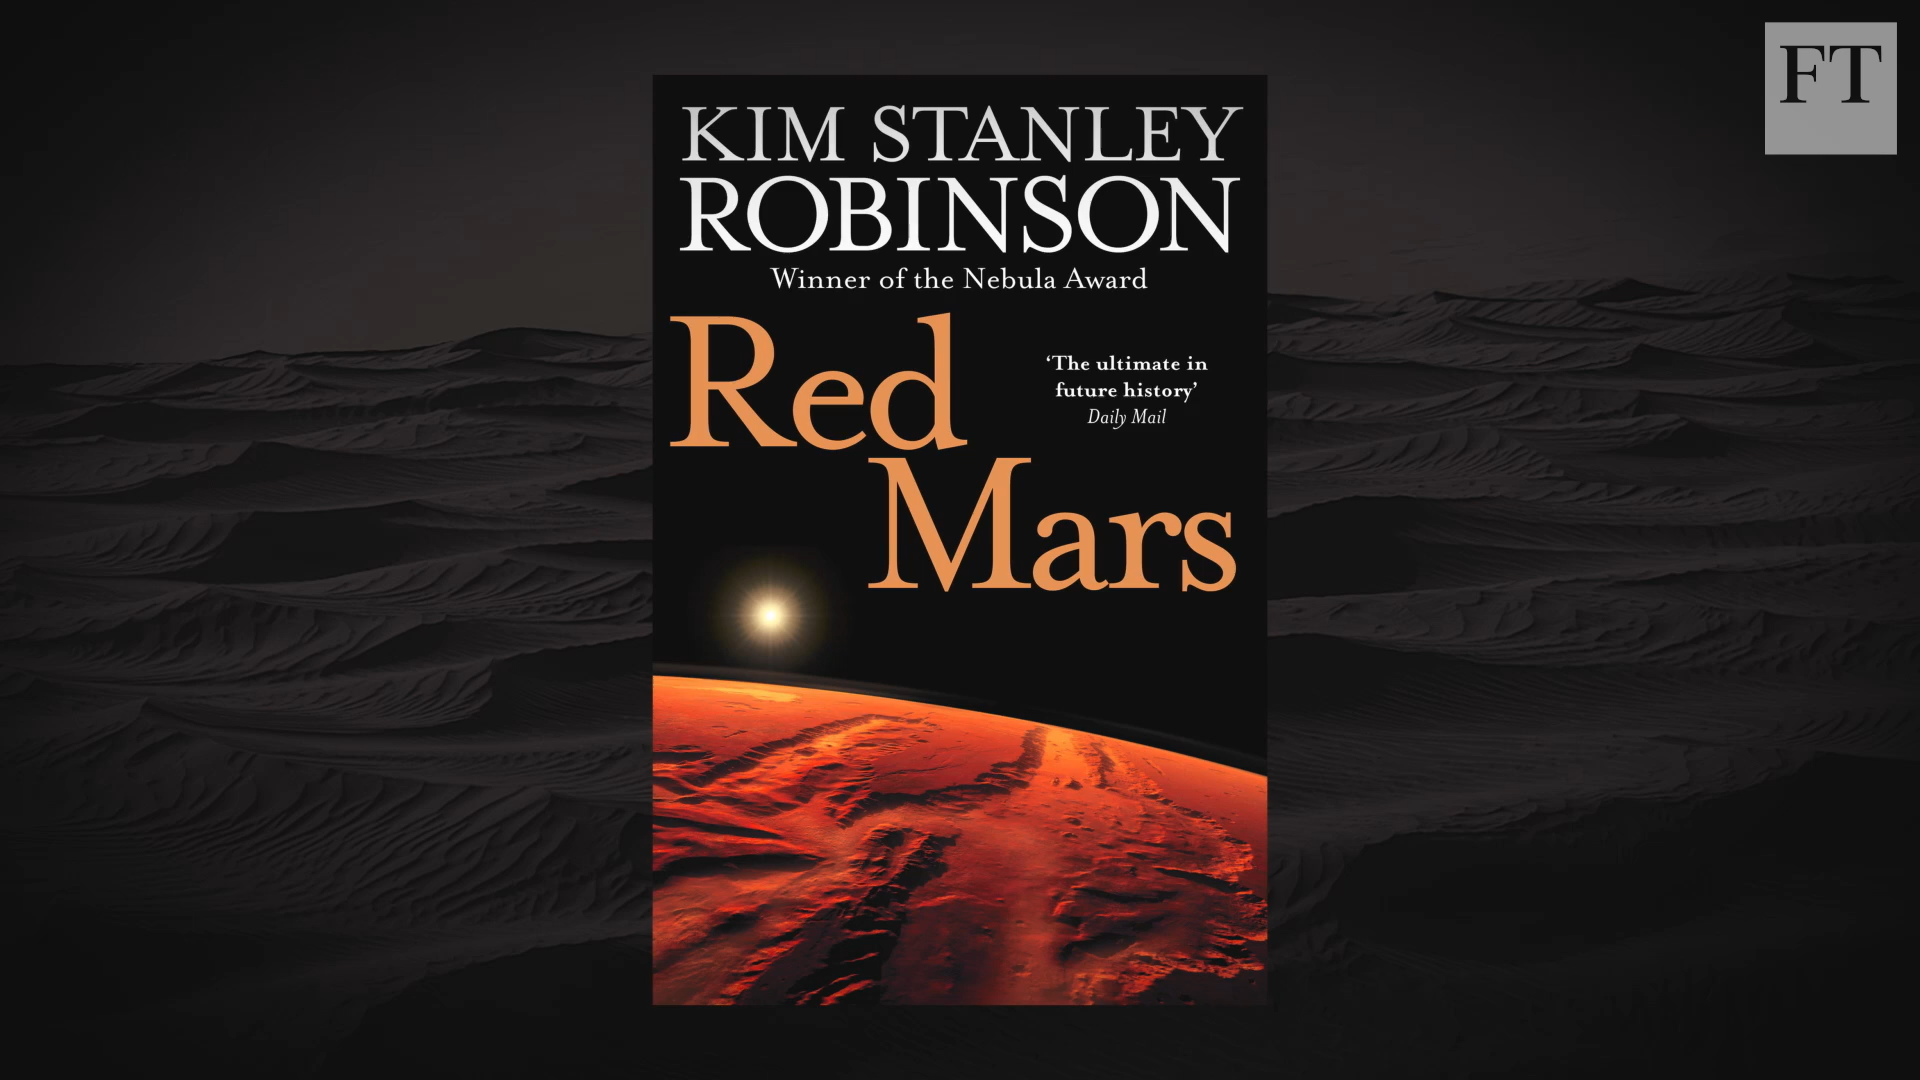 FT
KIM STANLEY
ROBINSON
Winner of the Nebula Award
Red
Mars
‘The ultimate in
future history’
Daily Mail